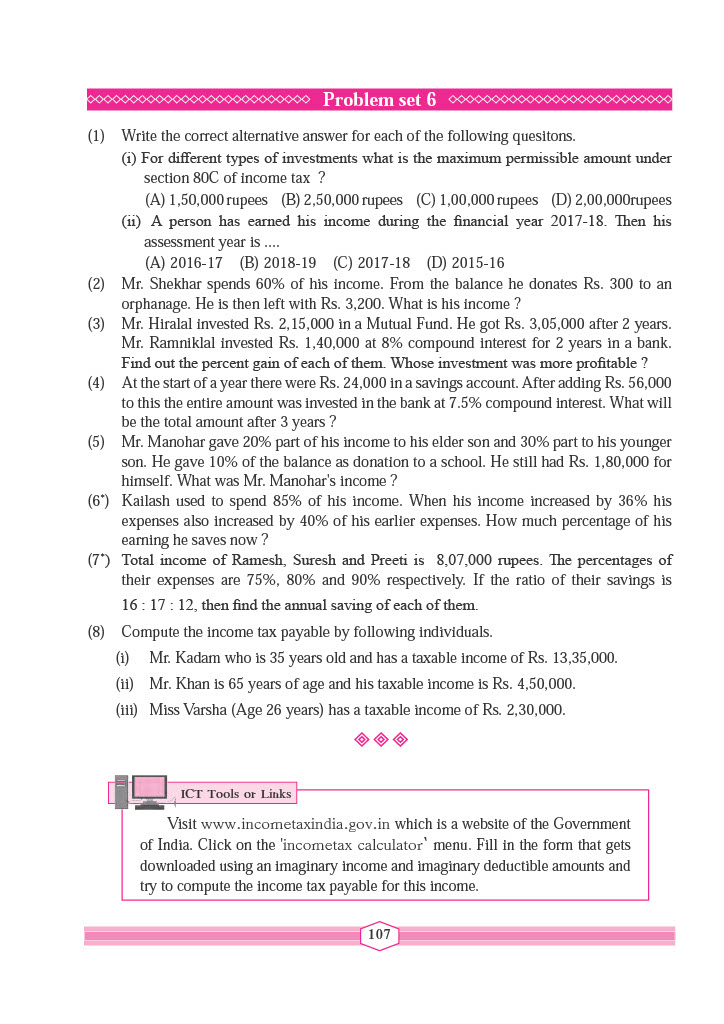 Problem set 6
(1) Write the correct alternative answer for each of the following quesitons.
(i) For different types of investments what is the maximum permissible amount under
section 80C of income tax ?
(A) 1,50,000 rupees (B) 2,50,000 rupees (C) 1,00,000 rupees (D) 2,00,000rupees
(ii) A person has earned his income during the financial year 2017-18. Then his
assessment year is ....
(A) 2016-17 (B) 2018-19 (C) 2017-18 (D) 2015-16
(2) Mr. Shekhar spends 60% of his income. From the balance he donates Rs. 300 to an
orphanage. He is then left with Rs. 3,200. What is his income ?
(3) Mr. Hiralal invested Rs. 2,15,000 in a Mutual Fund. He got Rs. 3,05,000 after 2 years.
Mr. Ramniklal invested Rs. 1,40,000 at 8% compound interest for 2 years in a bank.
Find out the percent gain of each of them. Whose investment was more profitable ?
(4) At the start of a year there were Rs. 24,000 in a savings account. After adding Rs. 56,000
to this the entire amount was invested in the bank at 7.5% compound interest. What will
be the total amount after 3 years ?
(5) Mr. Manohar gave 20% part of his income to his elder son and 30% part to his younger
son. He gave 10% of the balance as donation to a school. He still had Rs. 1,80,000 for
himself. What was Mr. Manohar's income ?
(6*) Kailash used to spend 85% of his income. When his income increased by 36% his
expenses also increased by 40% of his earlier expenses. How much percentage of his
earning he saves now ?
(7*) Total income of Ramesh, Suresh and Preeti is 8,07,000 rupees. The percentages of
their expenses are 75%, 80% and 90% respectively. If the ratio of their savings is
16 : 17 : 12, then find the annual saving of each of them.
(8) Compute the income tax payable by following individuals.
(i) Mr. Kadam who is 35 years old and has a taxable income of Rs. 13,35,000.
(ii) Mr. Khan is 65 years of age and his taxable income is Rs. 4,50,000.
(iii) Miss Varsha (Age 26 years) has a taxable income of Rs. 2,30,000.
ICT Tools or Links
Visit www.incometaxindia.gov.in which is a website of the Government
of India. Click on the 'incometax calculator‛ menu. Fill in the form that gets
downloaded using an imaginary income and imaginary deductible amounts and
try to compute the income tax payable for this income.
107